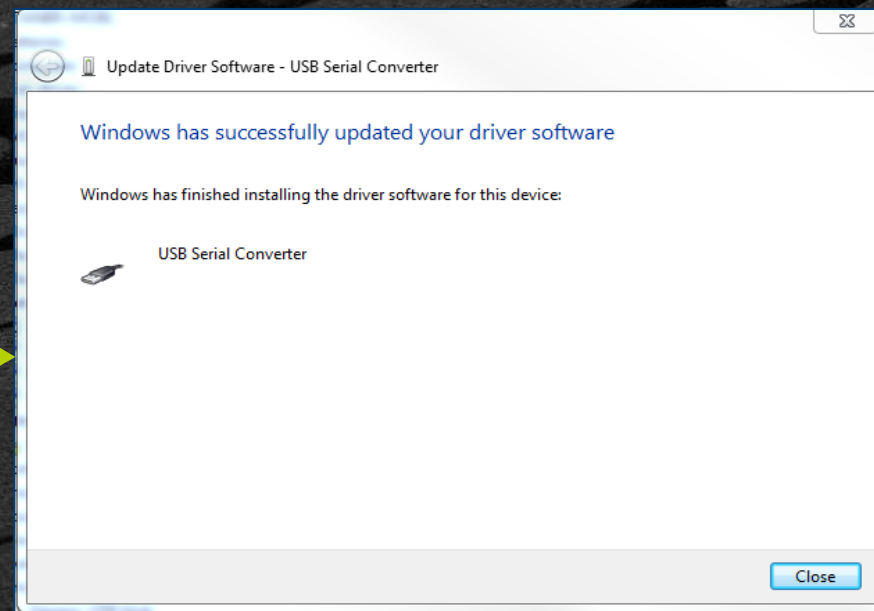 Update Driver Software - USB Serial Converter
Windows has successfully updated your driver software
Windows has finished installing the driver software for this device:
USB Serial Converter
Close